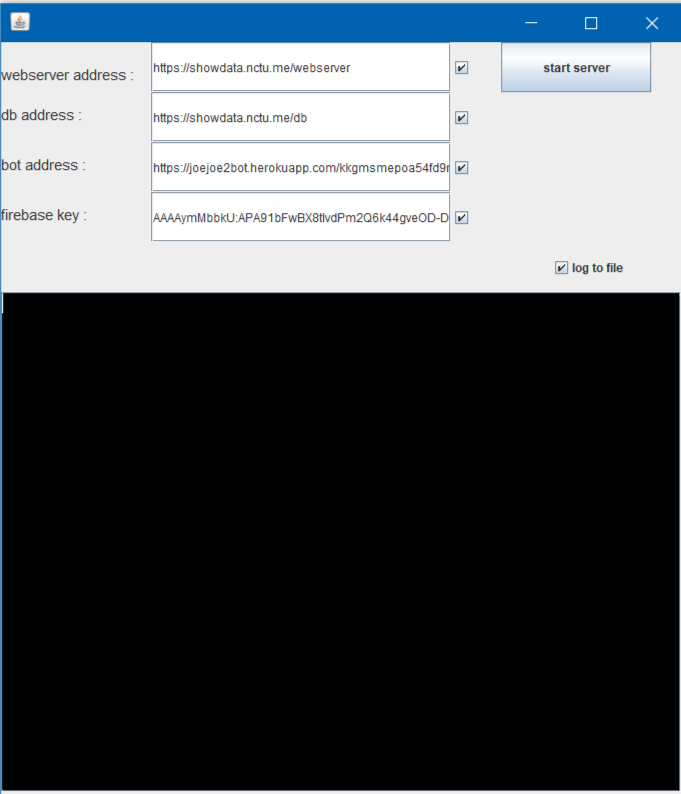 webserver address :
https://showdata.nctu.me/webserver
start server
db address :
https://showdata.nctu.me/db
bot address :
https://joejoe2bot.herokuapp.com/kkgmsmepoa54fd9r
firebase key :
AAAAymMbbkU:APA91bFwBX8tlvdPm2Q6k44gveOD-D
log to file